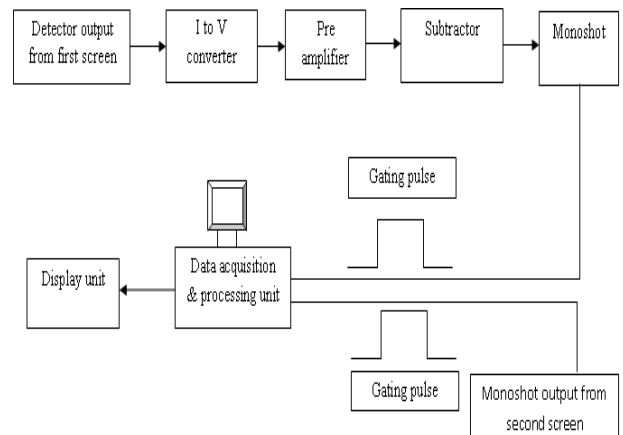 Detector output
from first screen
I to V
converter
Pre
amplifier
Subtractor
Monoshot
Gating pulse
Display unit
Data acquisition
& processing unit
Gating pulse
Monoshot output from
second screen